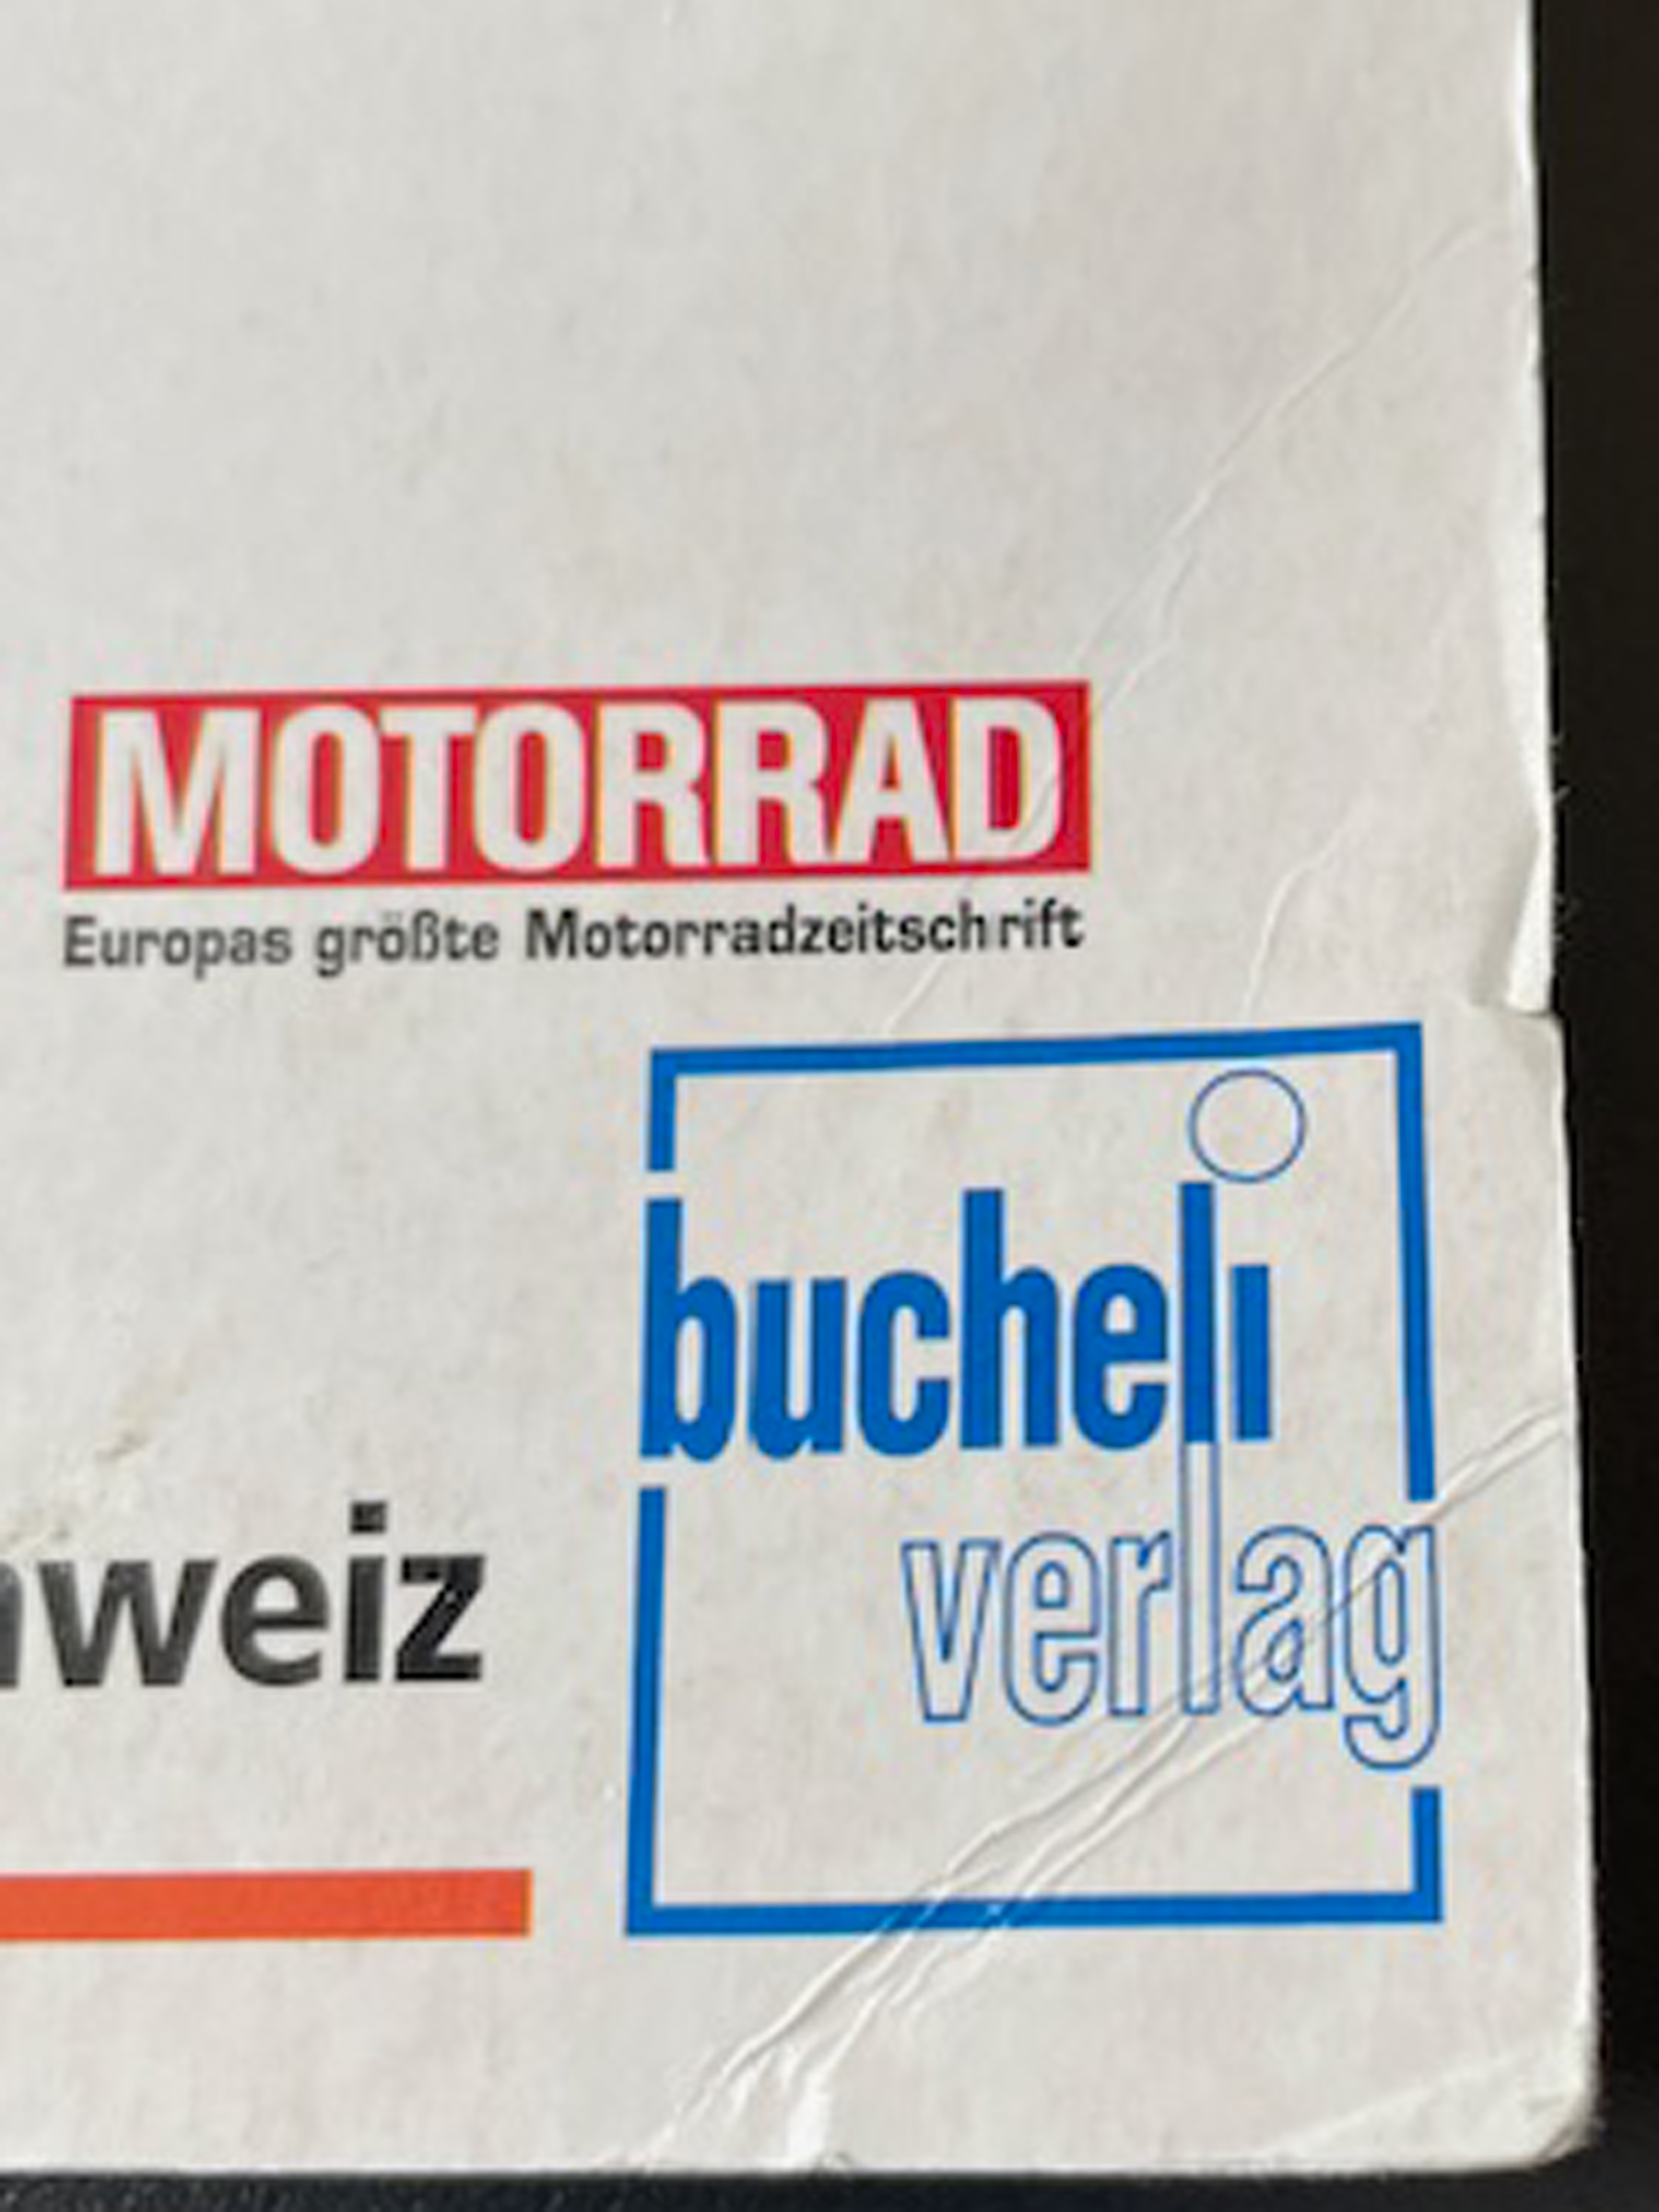 MOTORRAD
Europas größte Motorradzeitschrift
bucheli
verlag
weiz